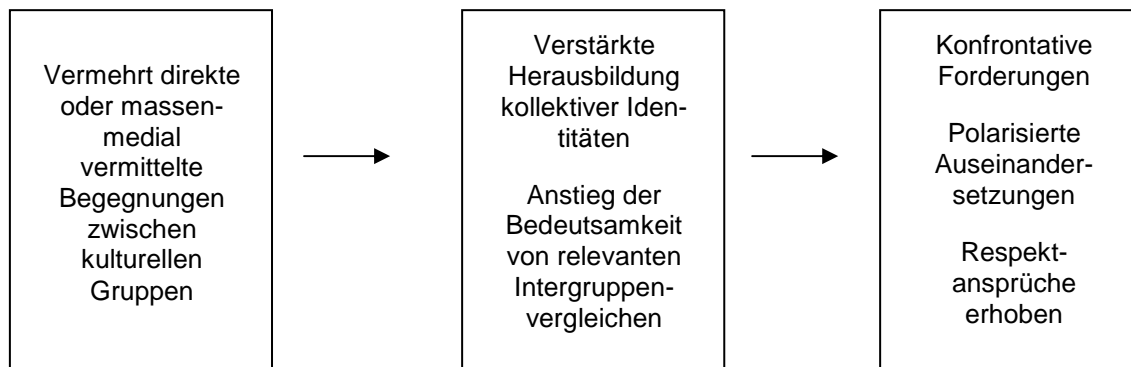 Vermehrt direkte
oder massen-
medial
vermittelte
Begegnungen
zwischen
kulturellen
Gruppen
Verstärkte
Herausbildung
kollektiver Iden-
titäten
Anstieg der
Bedeutsamkeit
von relevanten
Intergruppen-
vergleichen
Konfrontative
Forderungen
Polarisierte
Auseinander-
setzungen
Respekt-
ansprüche
erhoben